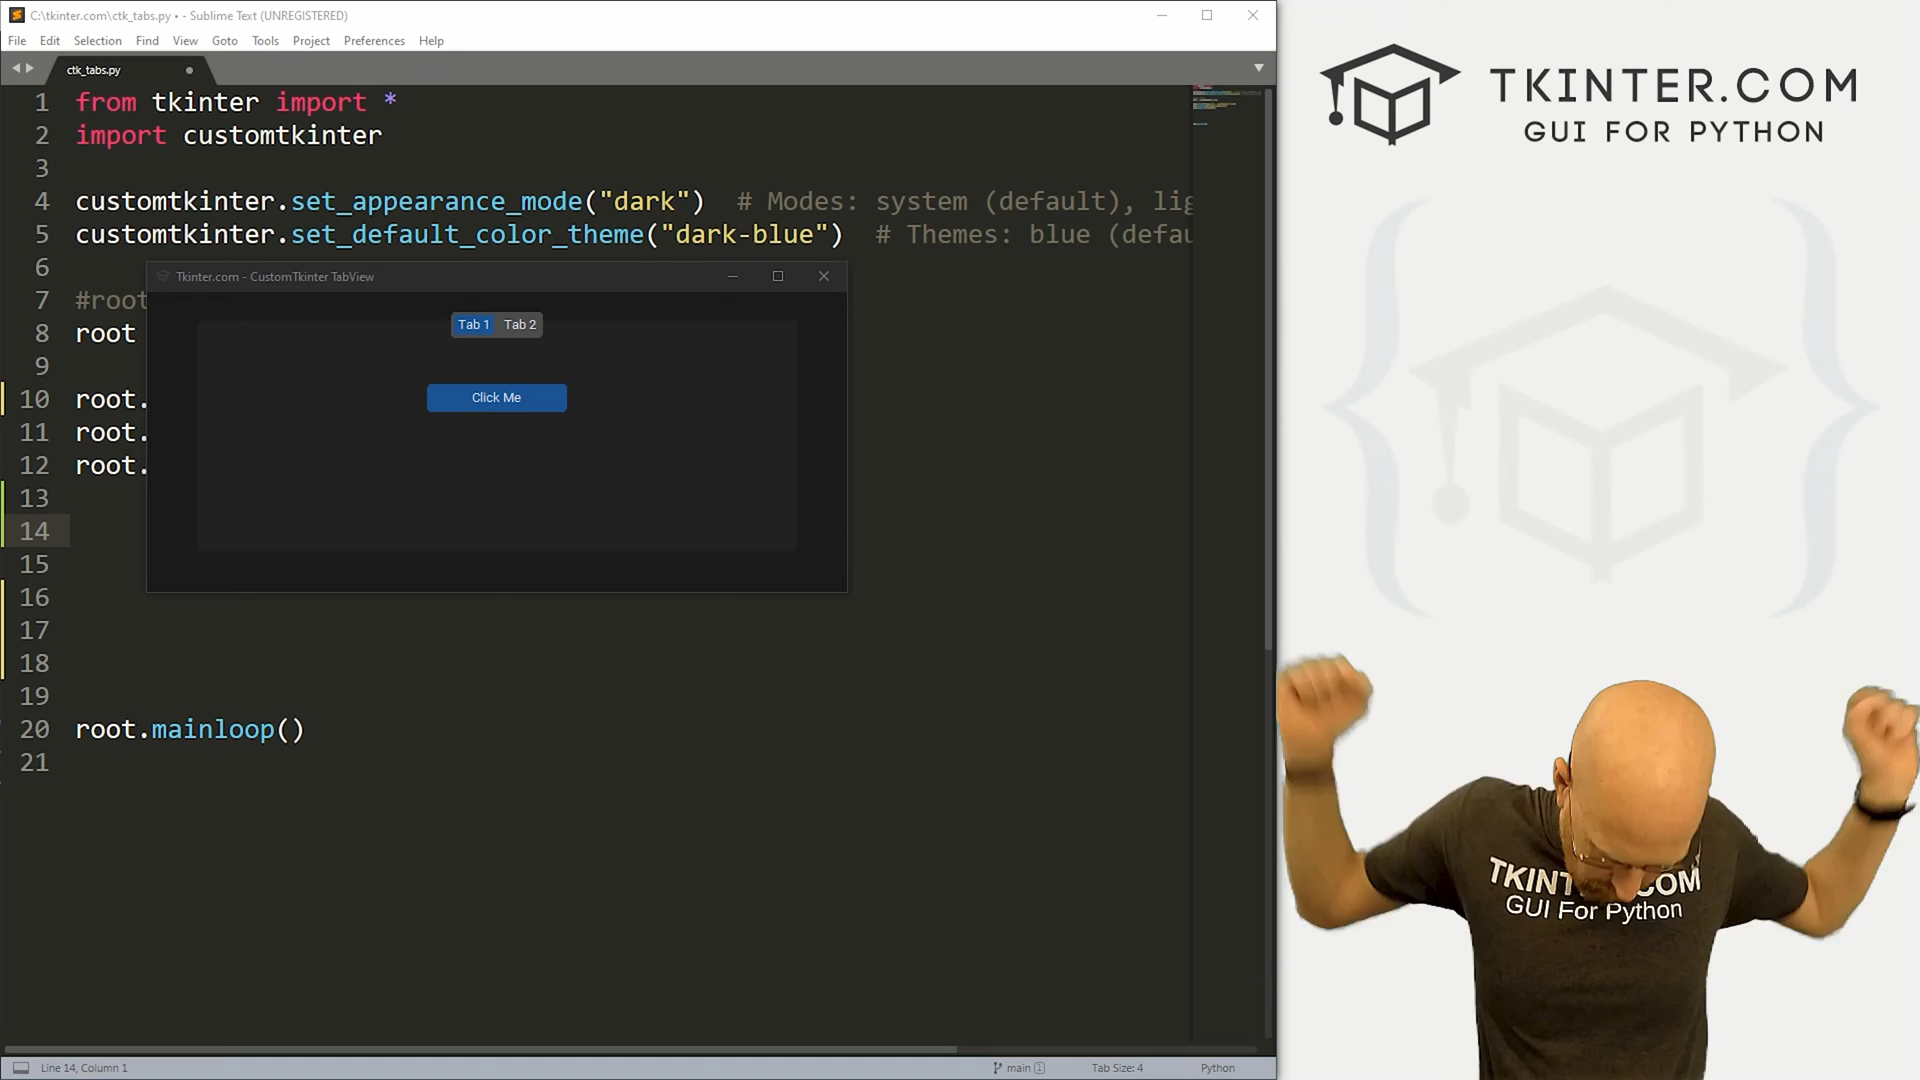 C:\tkinter.com\ctk_tabs.py • - Sublime Text (UNREGISTERED)
File Edit Selection Find View Goto Tools Project Preferences Help
ctk_tabs.py
1 from tkinter import *
2 import customtkinter
3
4 customtkinter.set_appearance_mode("dark")  # Modes: system (default), lig
5 customtkinter.set_default_color_theme("dark-blue")  # Themes: blue (defau
6
7 #root
8 root
9
10 root.
11 root.
12 root.
13
14
15
16
17
18
19
20 root.mainloop()
21
Tkinter.com - CustomTkinter TabView
Tab 1 Tab 2
Click Me
Line 14, Column 1
main 1
Tab Size: 4
Python
TKINTER.COM
GUI FOR PYTHON
GUI For Python